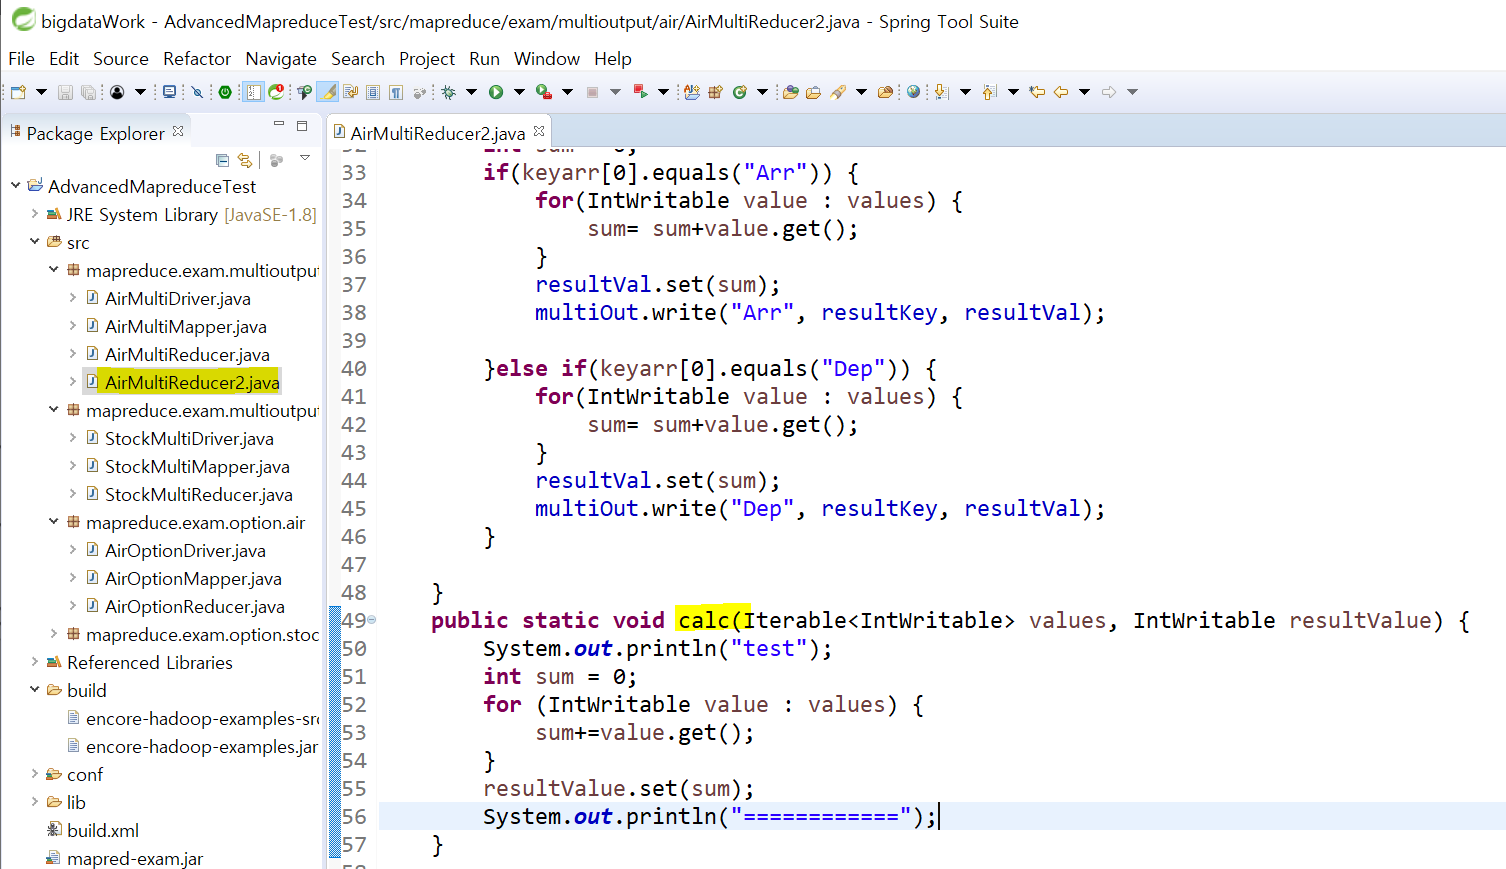 bigdataWork - AdvancedMapreduceTest/src/mapreduce/exam/multioutput/air/AirMultiReducer2.java - Spring Tool Suite
File Edit Source Refactor Navigate Search Project Run Window Help
Package Explorer
AdvancedMapreduceTest
JRE System Library [JavaSE-1.8]
src
mapreduce.exam.multioutput
AirMultiDriver.java
AirMultiMapper.java
AirMultiReducer.java
AirMultiReducer2.java
mapreduce.exam.multioutput
StockMultiDriver.java
StockMultiMapper.java
StockMultiReducer.java
mapreduce.exam.option.air
AirOptionDriver.java
AirOptionMapper.java
AirOptionReducer.java
mapreduce.exam.option.stoc
Referenced Libraries
build
encore-hadoop-examples-src
encore-hadoop-examples.jar
conf
lib
build.xml
mapred-exam.jar
AirMultiReducer2.java
32 int sum = 0;
33 if(keyarr[0].equals("Arr")) {
34 for(IntWritable value : values) {
35 sum= sum+value.get();
36 }
37 resultVal.set(sum);
38 multiOut.write("Arr", resultKey, resultVal);
39
40 }else if(keyarr[0].equals("Dep")) {
41 for(IntWritable value : values) {
42 sum= sum+value.get();
43 }
44 resultVal.set(sum);
45 multiOut.write("Dep", resultKey, resultVal);
46 }
47
48 }
49 public static void calc(Iterable<IntWritable> values, IntWritable resultValue) {
50 System.out.println("test");
51 int sum = 0;
52 for (IntWritable value : values) {
53 sum+=value.get();
54 }
55 resultValue.set(sum);
56 System.out.println("============");
57 }